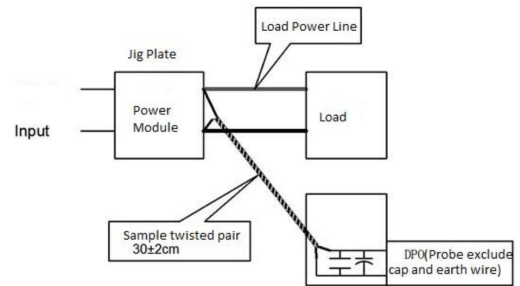 Load Power Line
Jig Plate
Power
Module
Load
Input
Sample twisted pair
30±2cm
DPO(Probe exclude
cap and earth wire)